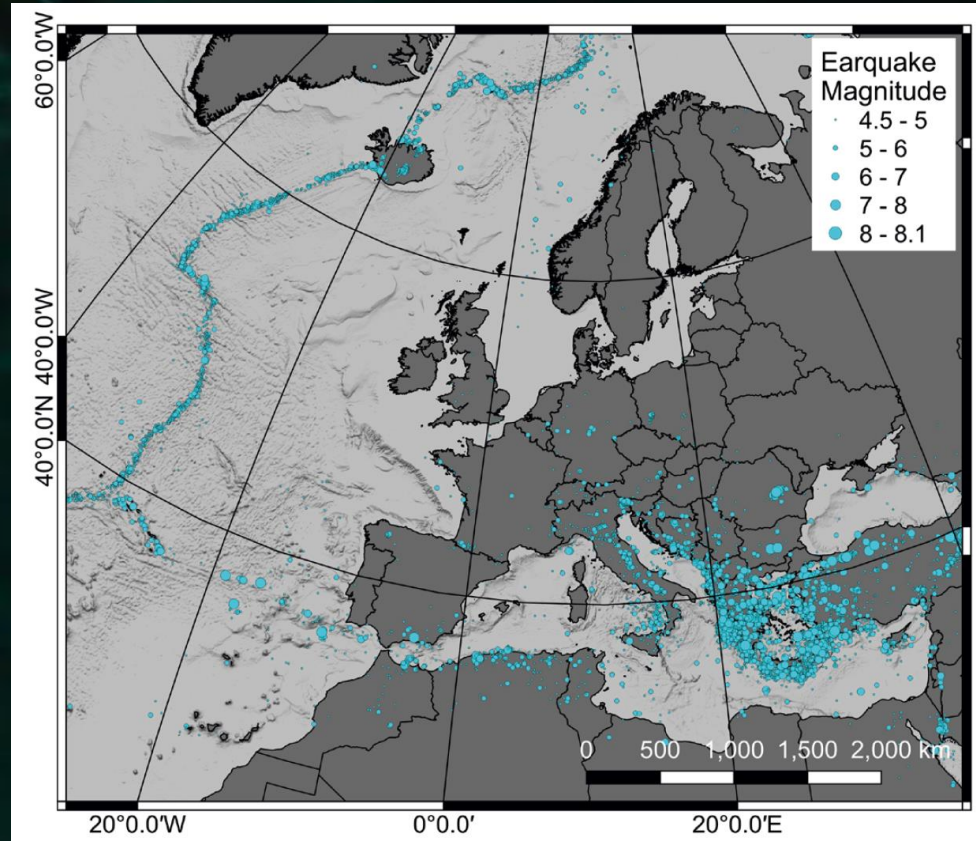 Earquake
Magnitude
4.5 - 5
5 - 6
6 - 7
7 - 8
8 - 8.1
60°0.0'W
40°0.0'W
40°0.0'N
0 500 1,000 1,500 2,000 km
20°0.0'W 0°0.0′ 20°0.0'E